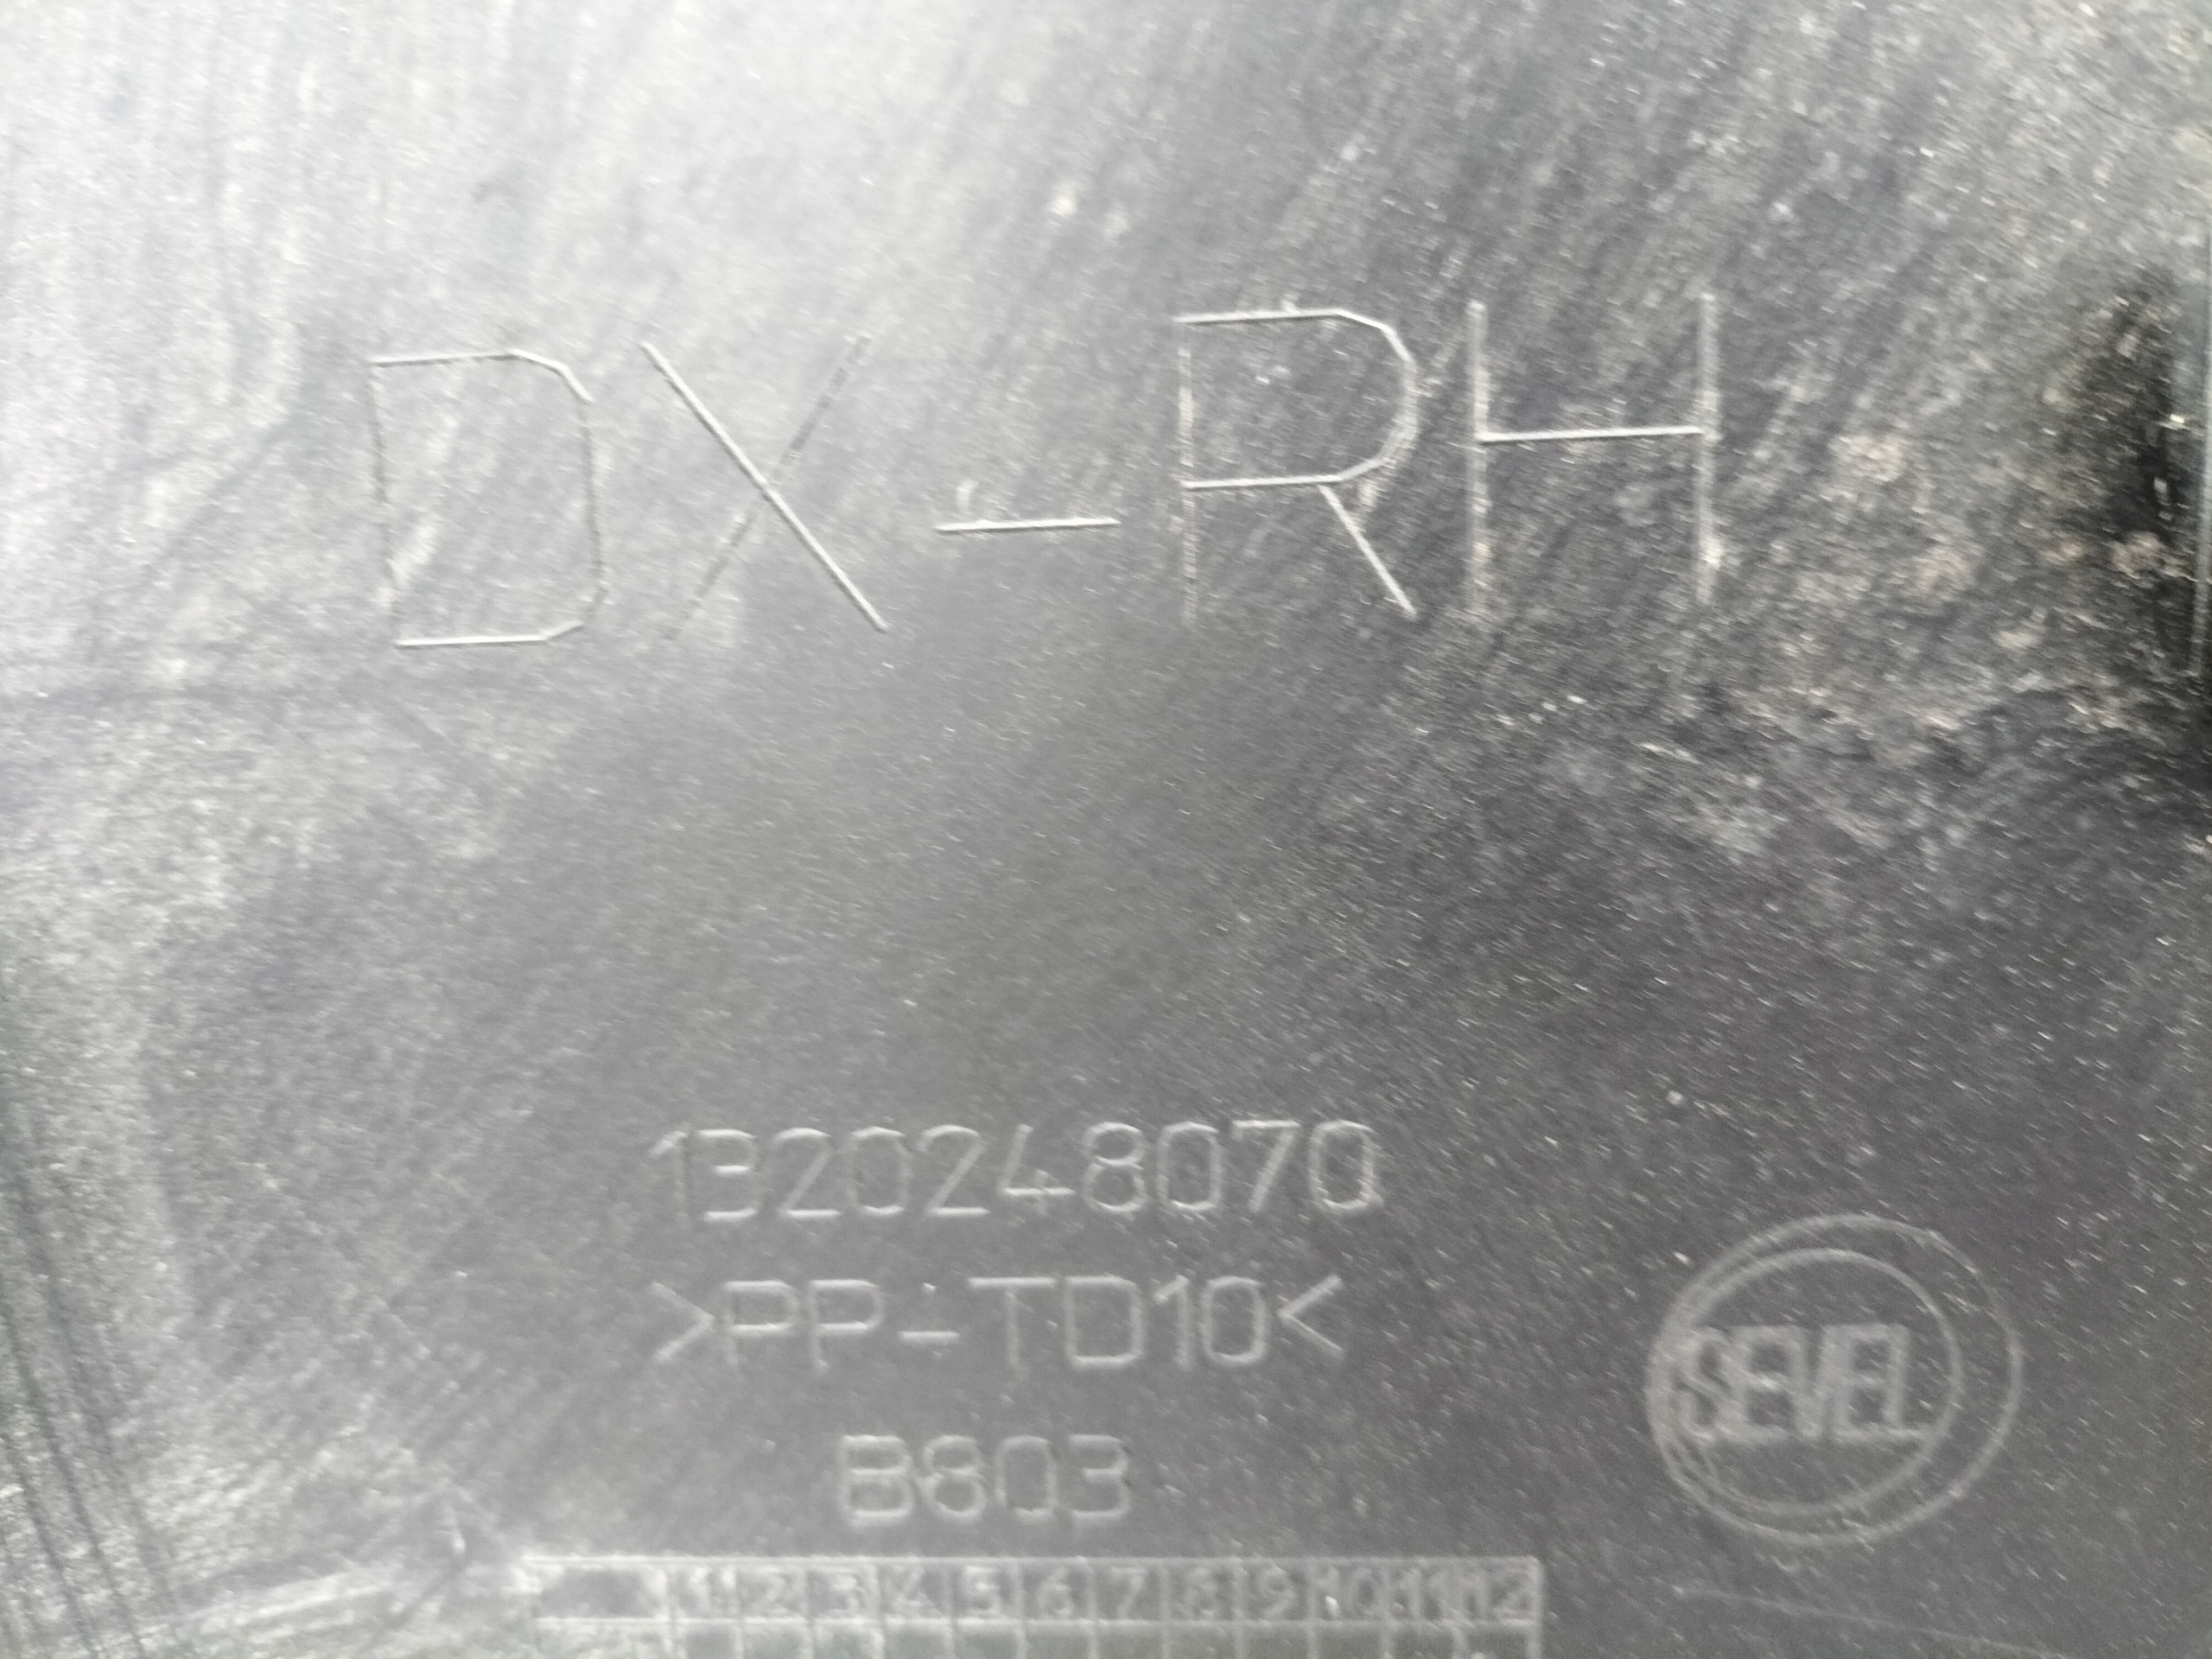 DX-RH
1320248070
>PP-TD10<
B803
SEVEL
1 2 3 4 5 6 7 8 9 10 11 12